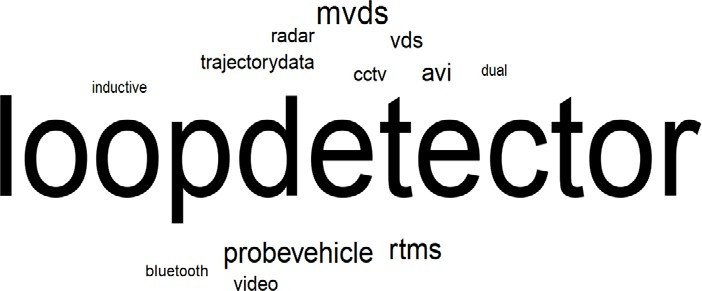 mvds
radar
vds
trajectorydata
cctv
avi
dual
inductive
loopdetector
probevehicle
rtms
bluetooth
video